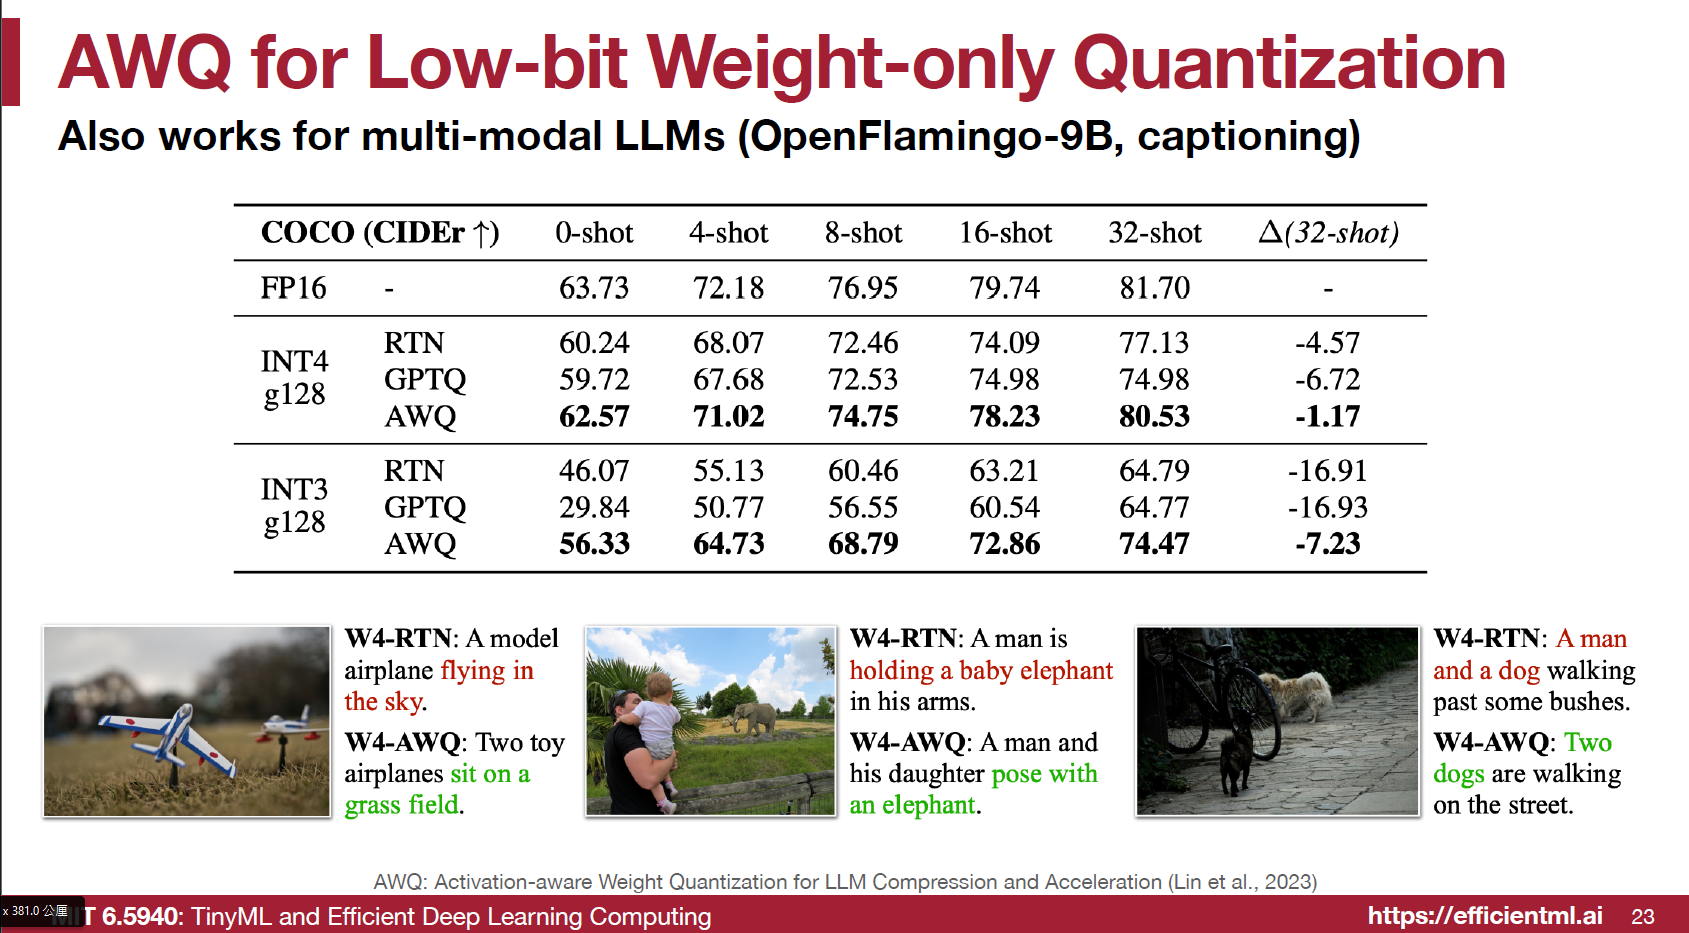 AWQ for Low-bit Weight-only Quantization
Also works for multi-modal LLMs (OpenFlamingo-9B, captioning)
COCO (CIDEr ↑) 0-shot 4-shot 8-shot 16-shot 32-shot Δ(32-shot)
FP16 - 63.73 72.18 76.95 79.74 81.70 -
INT4 g128
RTN 60.24 68.07 72.46 74.09 77.13 -4.57
GPTQ 59.72 67.68 72.53 74.98 74.98 -6.72
AWQ 62.57 71.02 74.75 78.23 80.53 -1.17
INT3 g128
RTN 46.07 55.13 60.46 63.21 64.79 -16.91
GPTQ 29.84 50.77 56.55 60.54 64.77 -16.93
AWQ 56.33 64.73 68.79 72.86 74.47 -7.23
W4-RTN: A model
airplane flying in
the sky.
W4-AWQ: Two toy
airplanes sit on a
grass field.
W4-RTN: A man is
holding a baby elephant
in his arms.
W4-AWQ: A man and
his daughter pose with
an elephant.
W4-RTN: A man
and a dog walking
past some bushes.
W4-AWQ: Two
dogs are walking
on the street.
AWQ: Activation-aware Weight Quantization for LLM Compression and Acceleration (Lin et al., 2023)
x 381.0 公厘
T 6.5940: TinyML and Efficient Deep Learning Computing
https://efficientml.ai 23